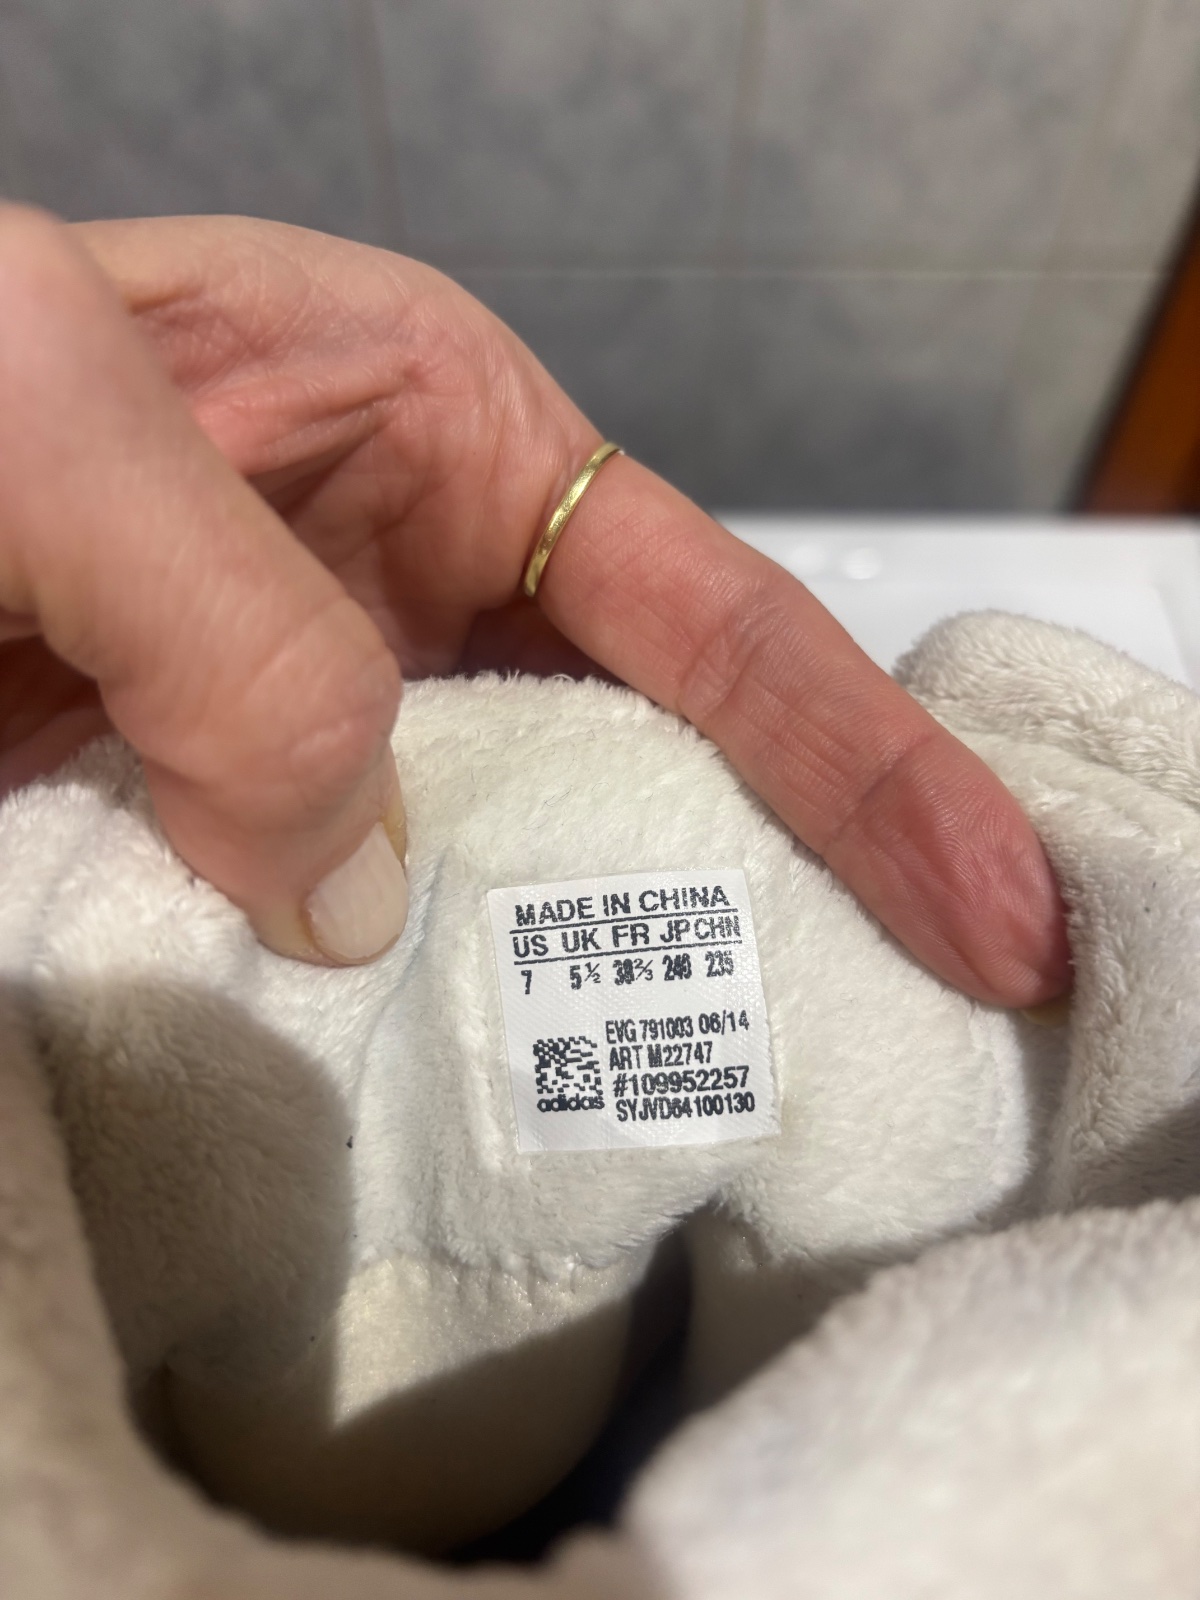 MADE IN CHINA
US UK FR JP CHN
7 5½ 38⅔ 240 235
EVG 791003 06/14
ART M22747
#109952257
SYJVD64100130
adidas